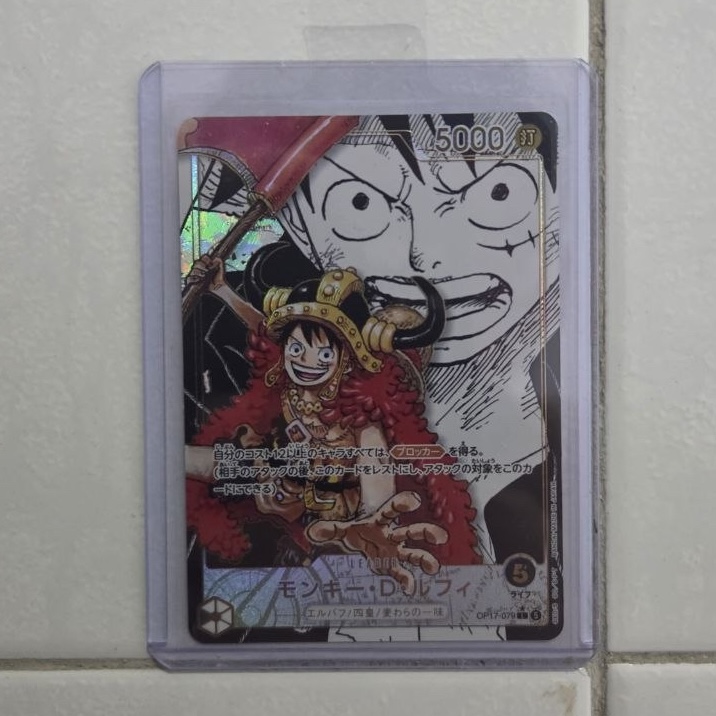 5000 打
自分のコスト12以上のキャラすべては、ブロッカーを得る。
(相手のアタックの後、このカードをレストにし、アタックの対象をこのカ
ードにできる)
LEADER
モンキー・D・ルフィ
5
ライフ
エルバフ/四皇/麦わらの一味
OP17-079 L